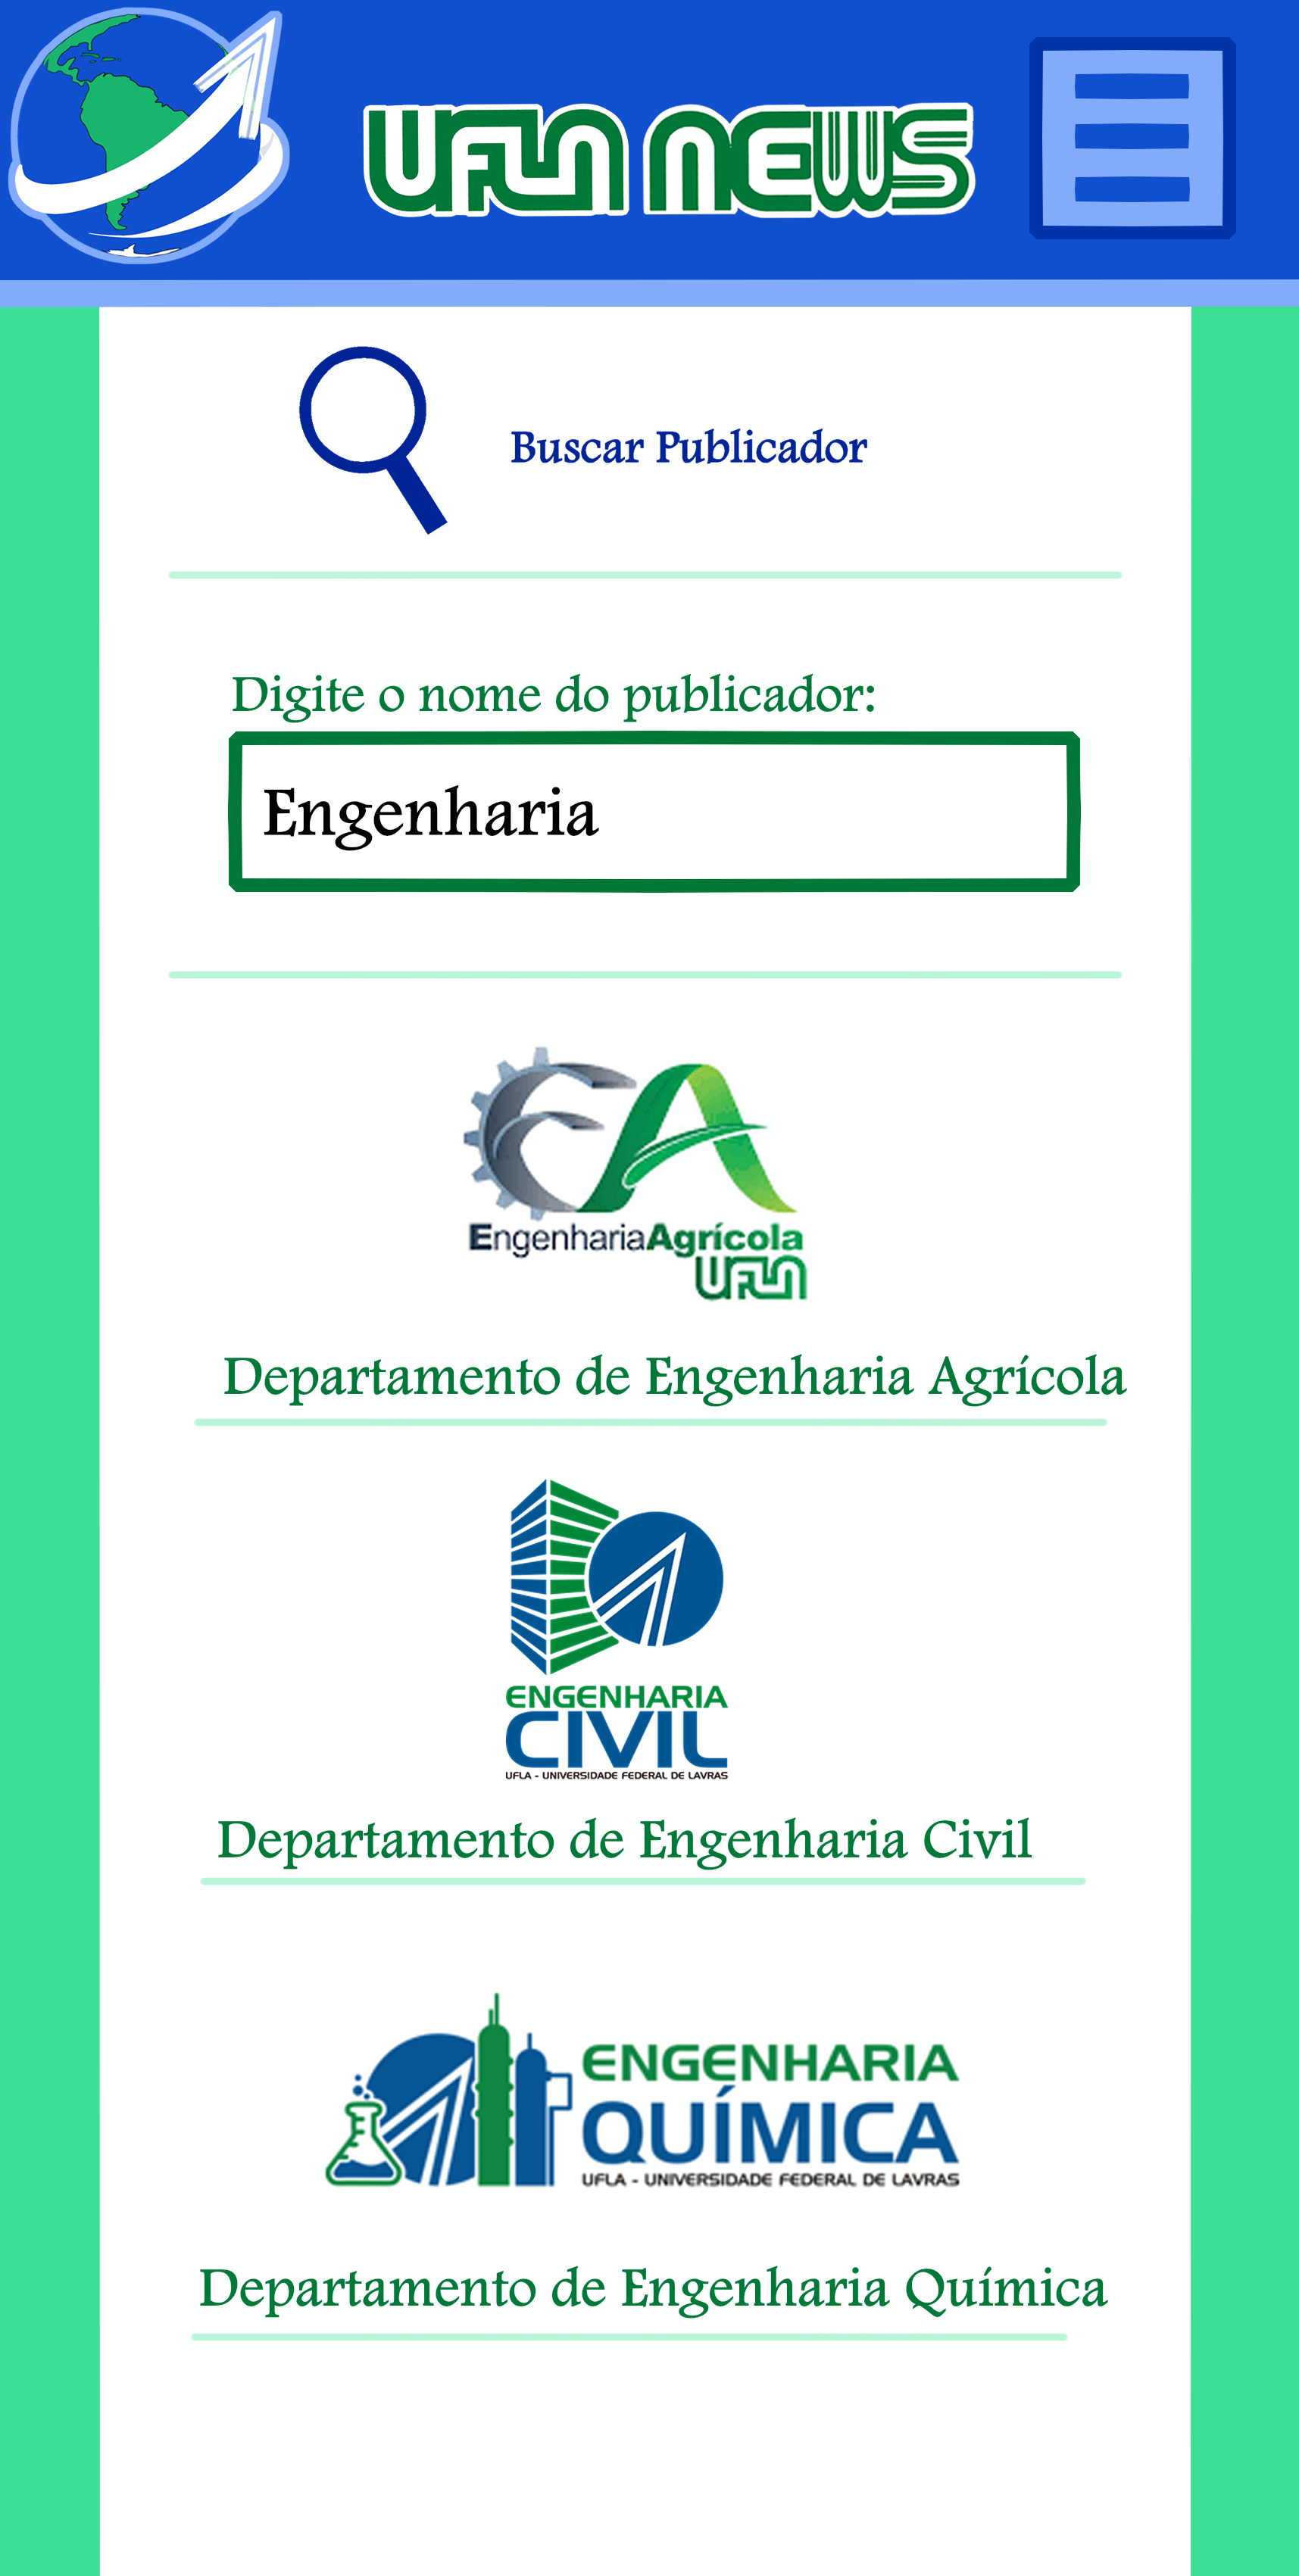 UFLA NEWS
Buscar Publicador
Digite o nome do publicador:
Engenharia
EngenhariaAgrícola
UFLA
Departamento de Engenharia Agrícola
ENGENHARIA
CIVIL
UFLA - UNIVERSIDADE FEDERAL DE LAVRAS
Departamento de Engenharia Civil
ENGENHARIA
QUÍMICA
UFLA - UNIVERSIDADE FEDERAL DE LAVRAS
Departamento de Engenharia Química